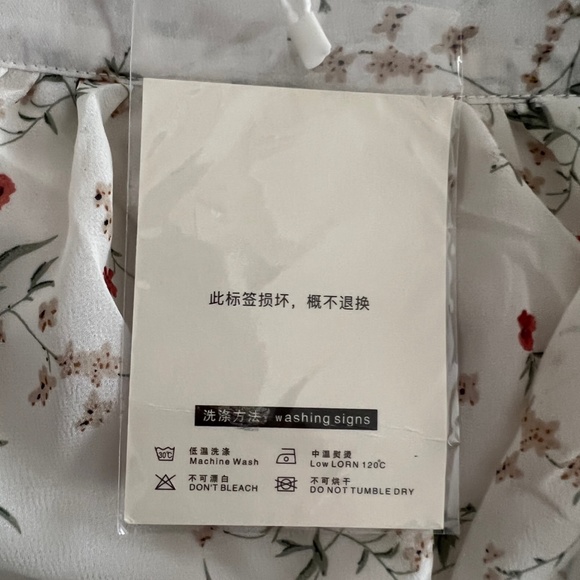 此标签损坏，概不退换
洗涤方法：washing signs
30℃ 低温洗涤 中温熨烫
Machine Wash Low LORN 120℃
不可漂白 不可烘干
DON'T BLEACH DO NOT TUMBLE DRY